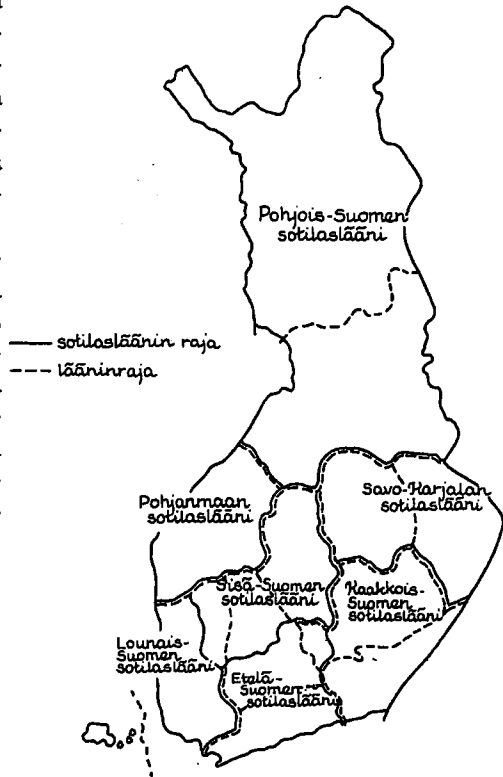 Pohjois-Suomen
sotilaslääni
sotilasläänin raja
lääninraja
Pohjanmaan
sotilaslääni
Savo-Karjalan
sotilaslääni
Sisä-Suomen
sotilaslääni
Kaakkois-
Suomen
sotilaslääni
Lounais-
Suomen
sotilaslääni
Etelä-
Suomen
sotilaslääni